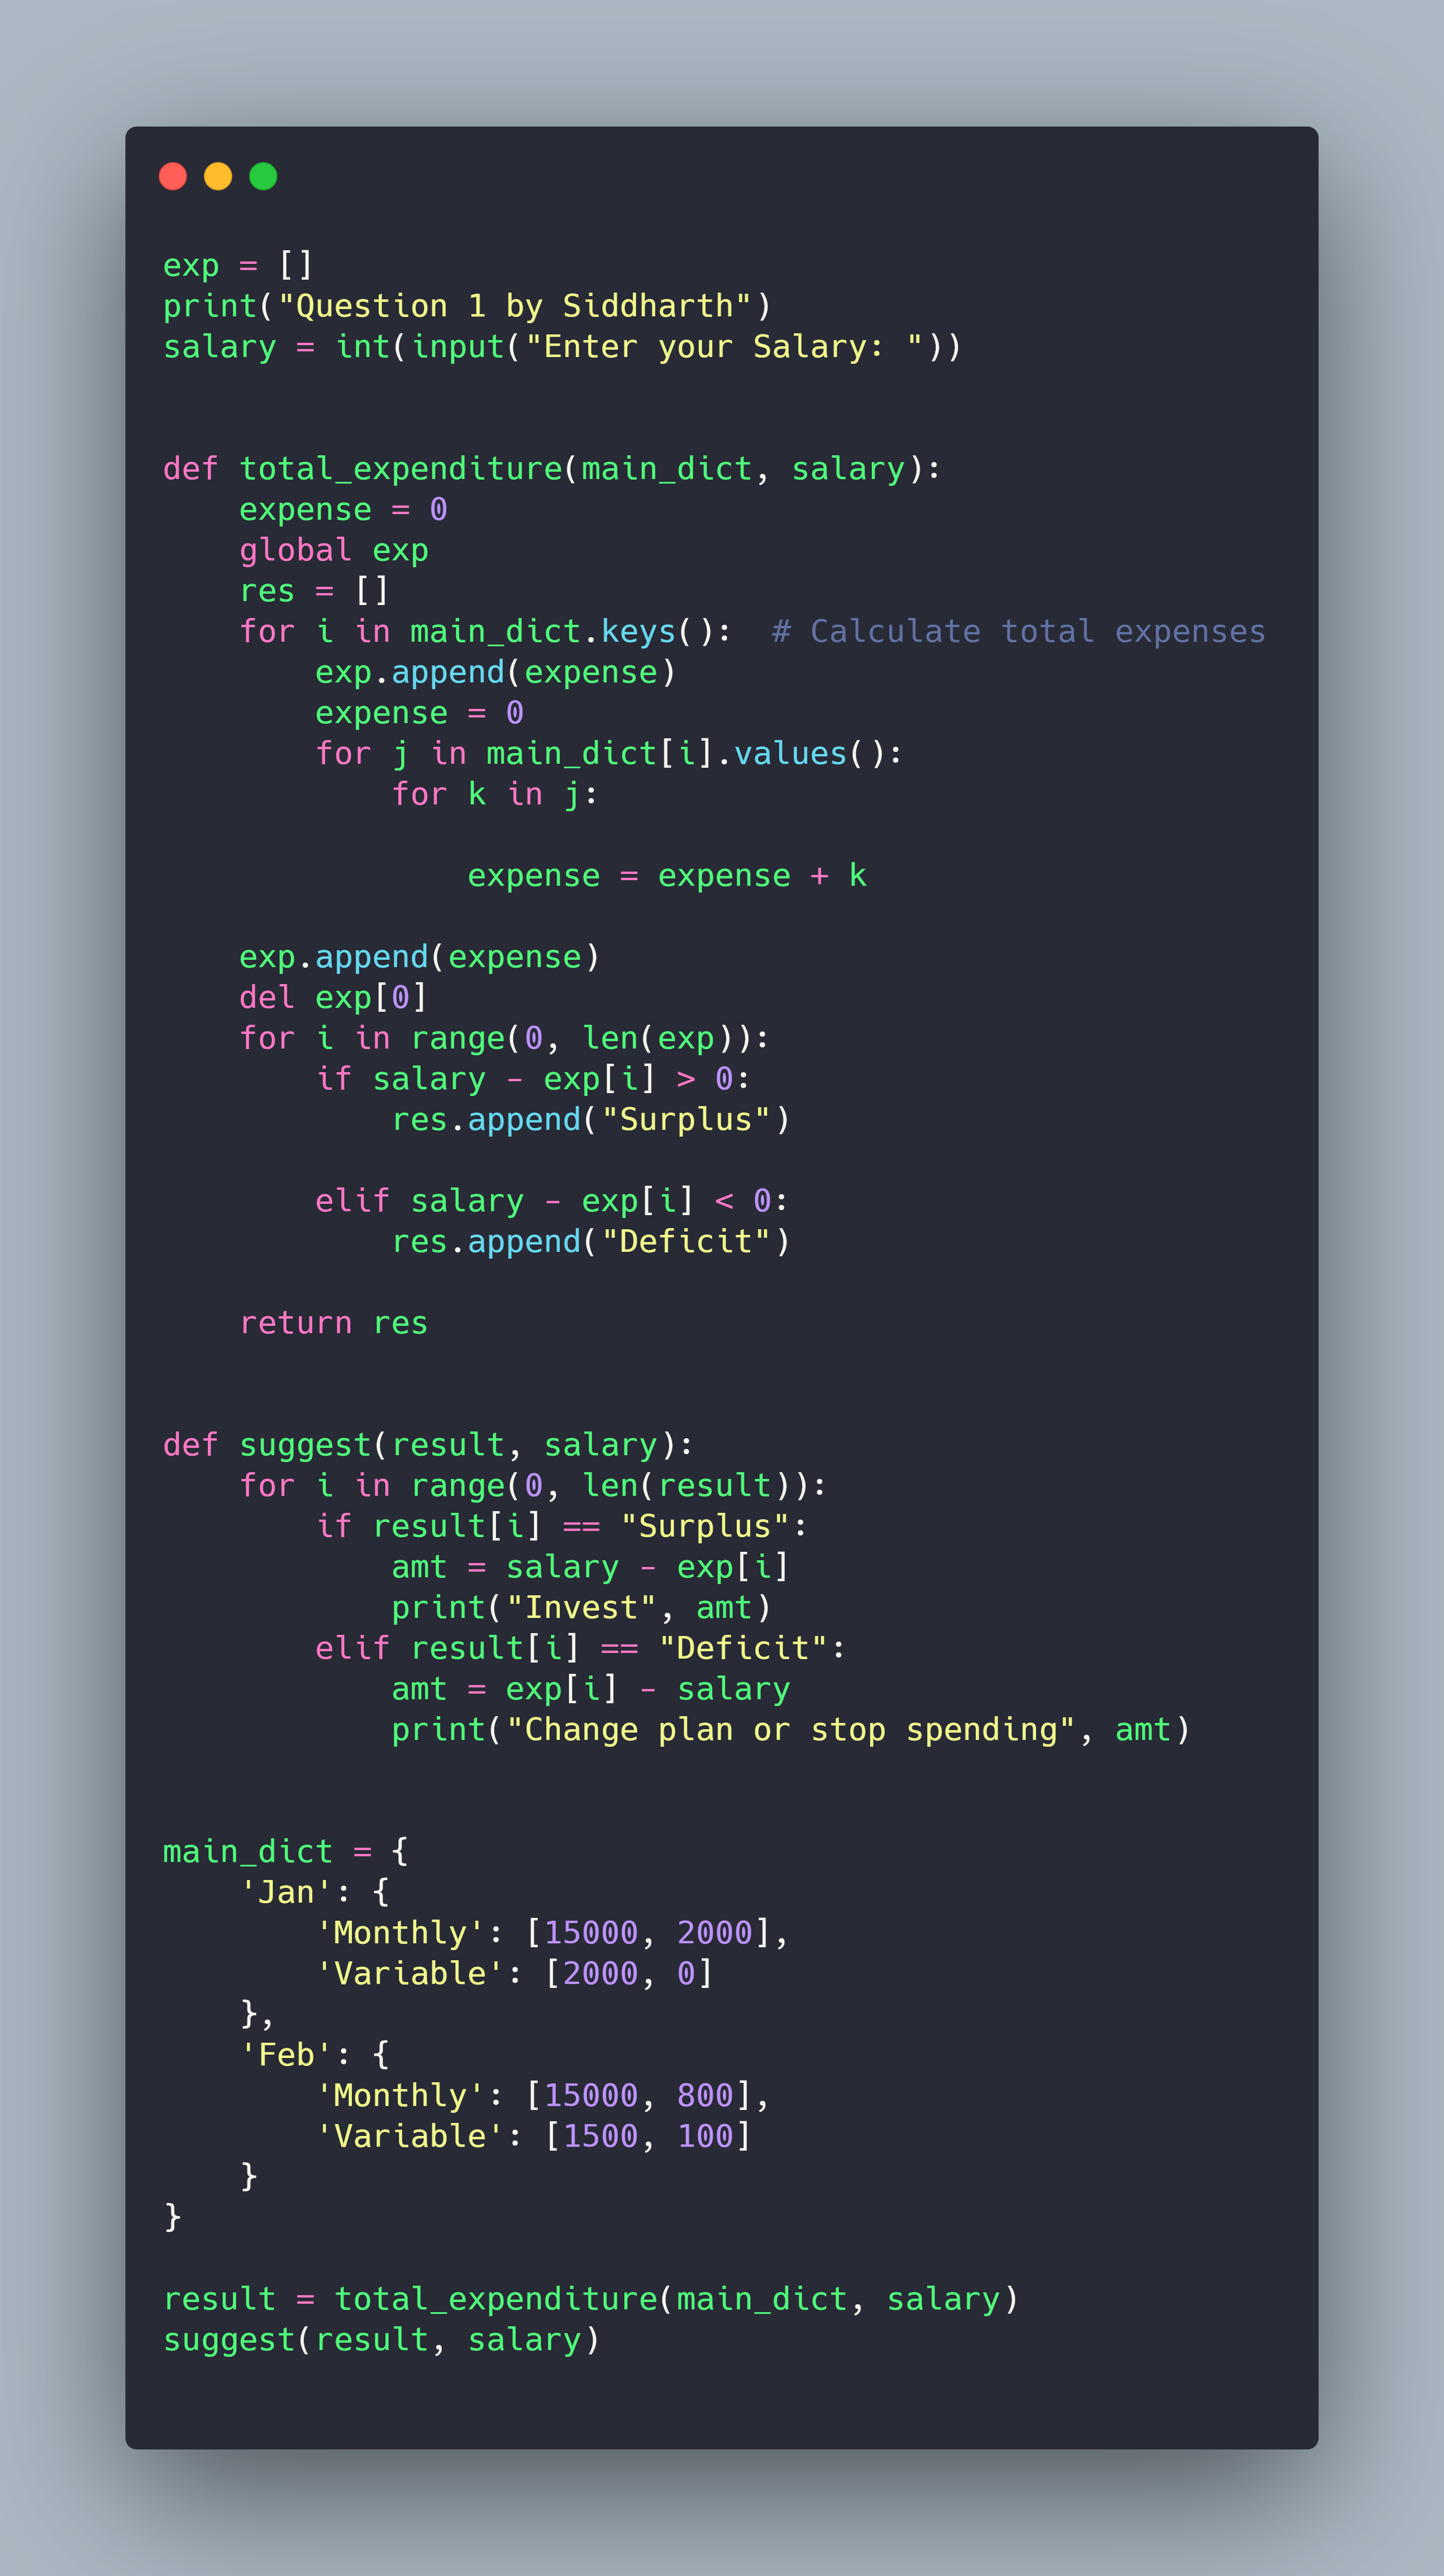 exp = []
print("Question 1 by Siddharth")
salary = int(input("Enter your Salary: "))
def total_expenditure(main_dict, salary):
    expense = 0
    global exp
    res = []
    for i in main_dict.keys():  # Calculate total expenses
        exp.append(expense)
        expense = 0
        for j in main_dict[i].values():
            for k in j:
                expense = expense + k
    exp.append(expense)
    del exp[0]
    for i in range(0, len(exp)):
        if salary - exp[i] > 0:
            res.append("Surplus")
        elif salary - exp[i] < 0:
            res.append("Deficit")
    return res
def suggest(result, salary):
    for i in range(0, len(result)):
        if result[i] == "Surplus":
            amt = salary - exp[i]
            print("Invest", amt)
        elif result[i] == "Deficit":
            amt = exp[i] - salary
            print("Change plan or stop spending", amt)
main_dict = {
    'Jan': {
        'Monthly': [15000, 2000],
        'Variable': [2000, 0]
    },
    'Feb': {
        'Monthly': [15000, 800],
        'Variable': [1500, 100]
    }
}
result = total_expenditure(main_dict, salary)
suggest(result, salary)